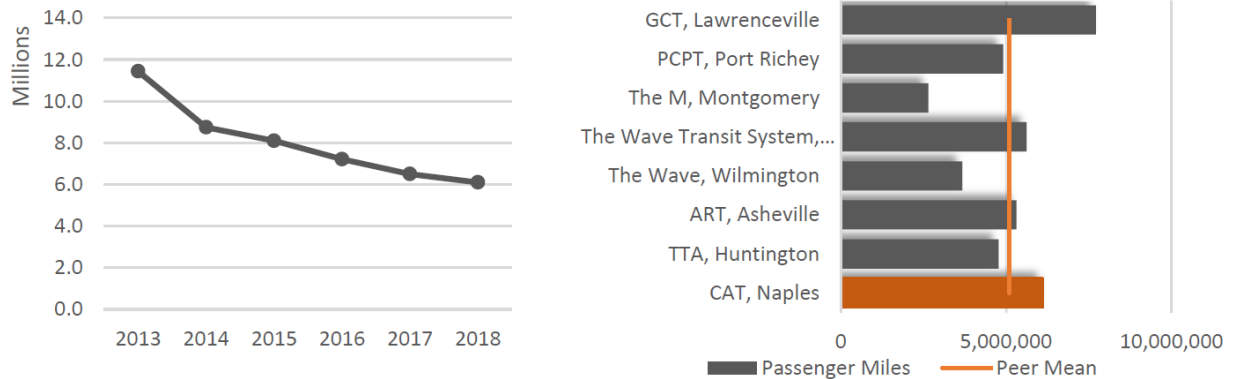 Millions
14.0
12.0
10.0
8.0
6.0
4.0
2.0
0.0
2013 2014 2015 2016 2017 2018
GCT, Lawrenceville
PCPT, Port Richey
The M, Montgomery
The Wave Transit System,...
The Wave, Wilmington
ART, Asheville
TTA, Huntington
CAT, Naples
0 5,000,000 10,000,000
Passenger Miles Peer Mean